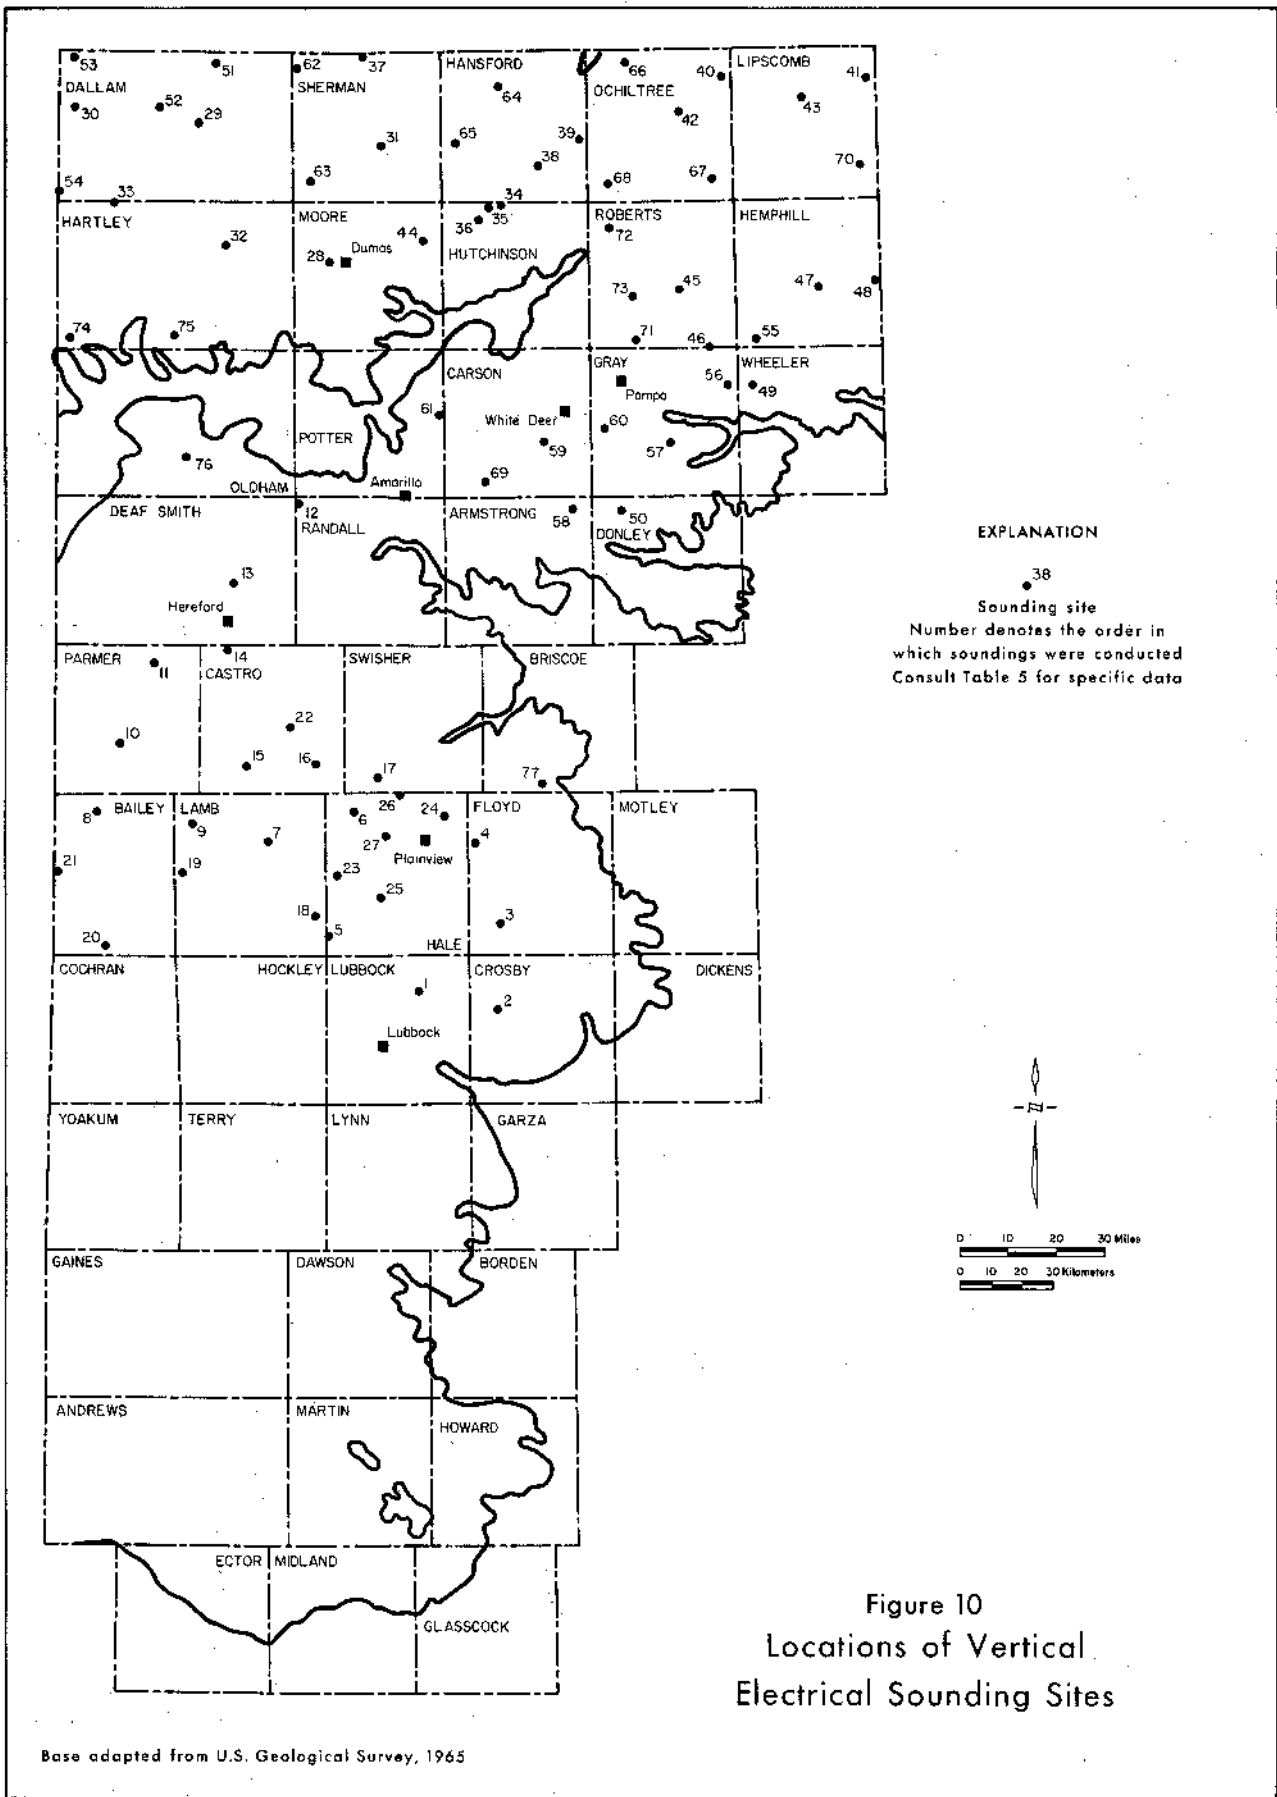 53
51
62
37
HANSFORD
66
40
LIPSCOMB
41
DALLAM
SHERMAN
64
OCHILTREE
43
30
52
29
42
31
65
39
38
63
68
67
70
54
33
34
HARTLEY
MOORE
36
35
ROBERTS
HEMPHILL
72
32
44
28
Dumas
HUTCHINSON
73
45
47
48
74
75
71
46
55
CARSON
GRAY
WHEELER
56
49
Pampa
61
White Deer
60
POTTER
59
57
76
69
OLDHAM
Amarillo
DEAF SMITH
12
RANDALL
ARMSTRONG
58
50
DONLEY
13
Hereford
EXPLANATION
38
Sounding site
Number denotes the order in
which soundings were conducted
Consult Table 5 for specific data
PARMER
11
14
CASTRO
SWISHER
BRISCOE
22
10
15
16
17
77
8
BAILEY
LAMB
9
26
24
FLOYD
MOTLEY
6
7
27
4
Plainview
21
19
23
25
18
5
3
20
HALE
COCHRAN
HOCKLEY
LUBBOCK
CROSBY
DICKENS
1
2
Lubbock
YOAKUM
TERRY
LYNN
GARZA
N
0 10 20 30 Miles
0 10 20 30 Kilometers
GAINES
DAWSON
BORDEN
ANDREWS
MARTIN
HOWARD
ECTOR
MIDLAND
GLASSCOCK
Figure 10
Locations of Vertical
Electrical Sounding Sites
Base adapted from U.S. Geological Survey, 1965